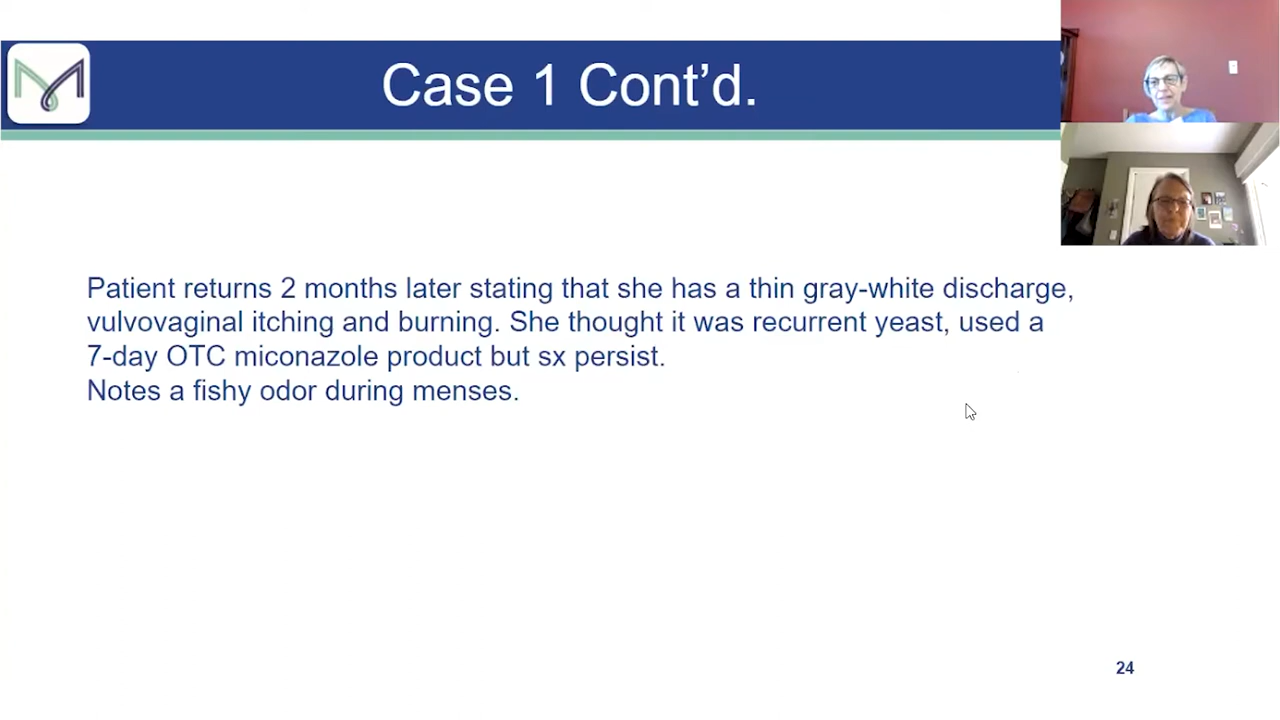 Case 1 Cont'd.
Patient returns 2 months later stating that she has a thin gray-white discharge,
vulvovaginal itching and burning. She thought it was recurrent yeast, used a
7-day OTC miconazole product but sx persist.
Notes a fishy odor during menses.
24